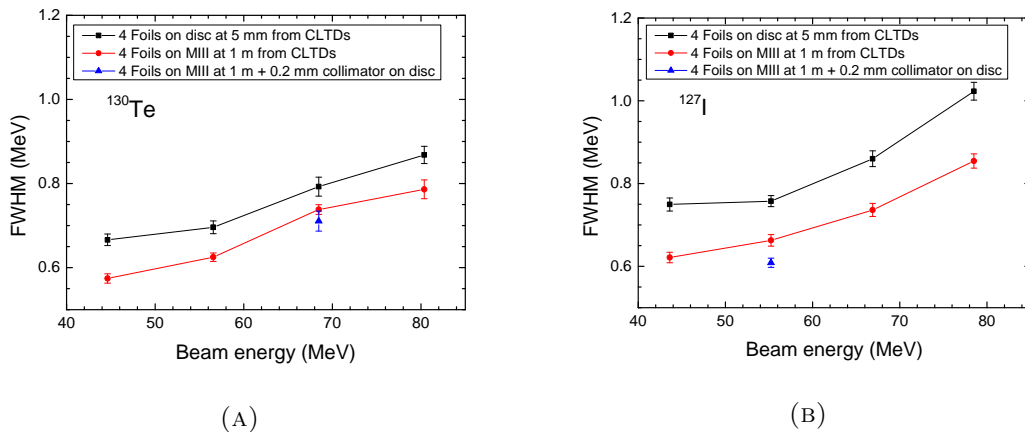 1.2
1.0
0.8
0.6
FWHM (MeV)
4 Foils on disc at 5 mm from CLTDs
4 Foils on MIII at 1 m from CLTDs
4 Foils on MIII at 1 m + 0.2 mm collimator on disc
¹³⁰Te
40 50 60 70 80
Beam energy (MeV)
(A)
1.2
1.0
0.8
0.6
FWHM (MeV)
4 Foils on disc at 5 mm from CLTDs
4 Foils on MIII at 1 m from CLTDs
4 Foils on MIII at 1 m + 0.2 mm collimator on disc
¹²⁷I
40 50 60 70 80
Beam energy (MeV)
(B)